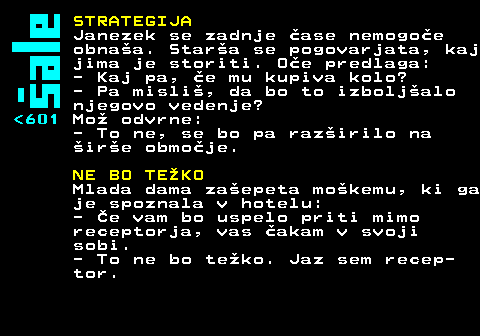 šale
<601
STRATEGIJA
Janezek se zadnje čase nemogoče
obnaša. Starša se pogovarjata, kaj
jima je storiti. Oče predlaga:
- Kaj pa, če mu kupiva kolo?
- Pa misliš, da bo to izboljšalo
njegovo vedenje?
Mož odvrne:
- To ne, se bo pa razširilo na
širše območje.
NE BO TEŽKO
Mlada dama zašepeta moškemu, ki ga
je spoznala v hotelu:
- Če vam bo uspelo priti mimo
receptorja, vas čakam v svoji
sobi.
- To ne bo težko. Jaz sem recep-
tor.